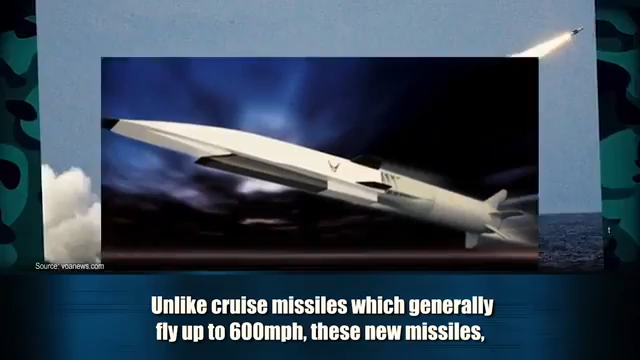 Source: voanews.com
Unlike cruise missiles which generally
fly up to 600mph, these new missiles,